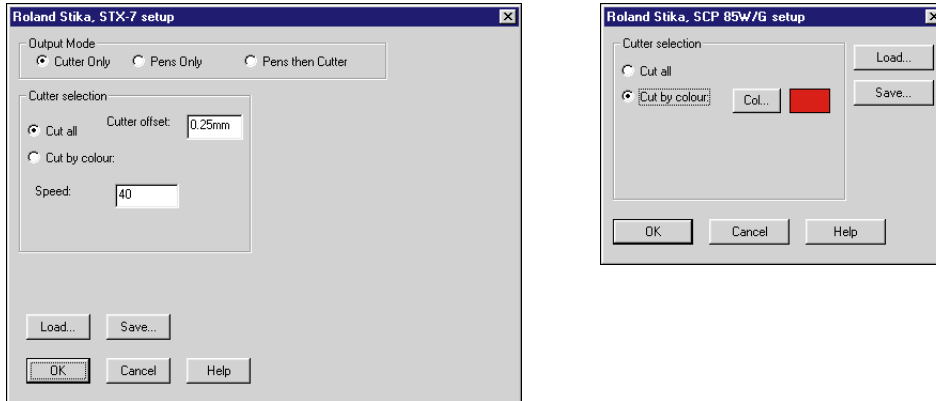 Roland Stika, STX-7 setup
Output Mode
Cutter Only Pens Only Pens then Cutter
Cutter selection
Cut all Cutter offset: 0.25mm
Cut by colour:
Speed: 40
Load... Save...
OK Cancel Help
Roland Stika, SCP 85W/G setup
Cutter selection
Cut all
Cut by colour: Col...
Load...
Save...
OK Cancel Help